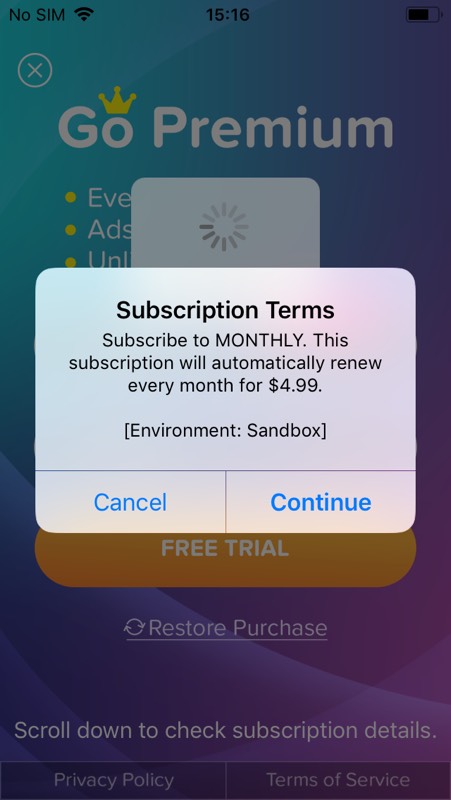 No SIM 15:16
Go Premium
Eve
Ads
Unli
Subscription Terms
Subscribe to MONTHLY. This
subscription will automatically renew
every month for $4.99.
[Environment: Sandbox]
Cancel Continue
FREE TRIAL
Restore Purchase
Scroll down to check subscription details.
Privacy Policy Terms of Service